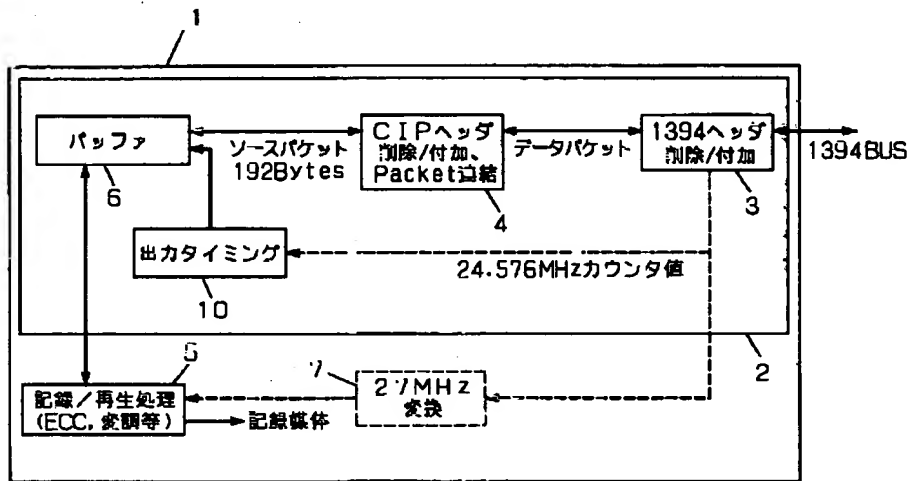 1
バッファ
6
ソースパケット
192Bytes
CIPヘッダ
削除/付加、
Packet連結
4
データパケット
1394ヘッダ
削除/付加
3
1394BUS
出力タイミング
10
24.576MHzカウンタ値
2
5
記録/再生処理
(ECC,変調等)
記録媒体
7
27MHz
変換